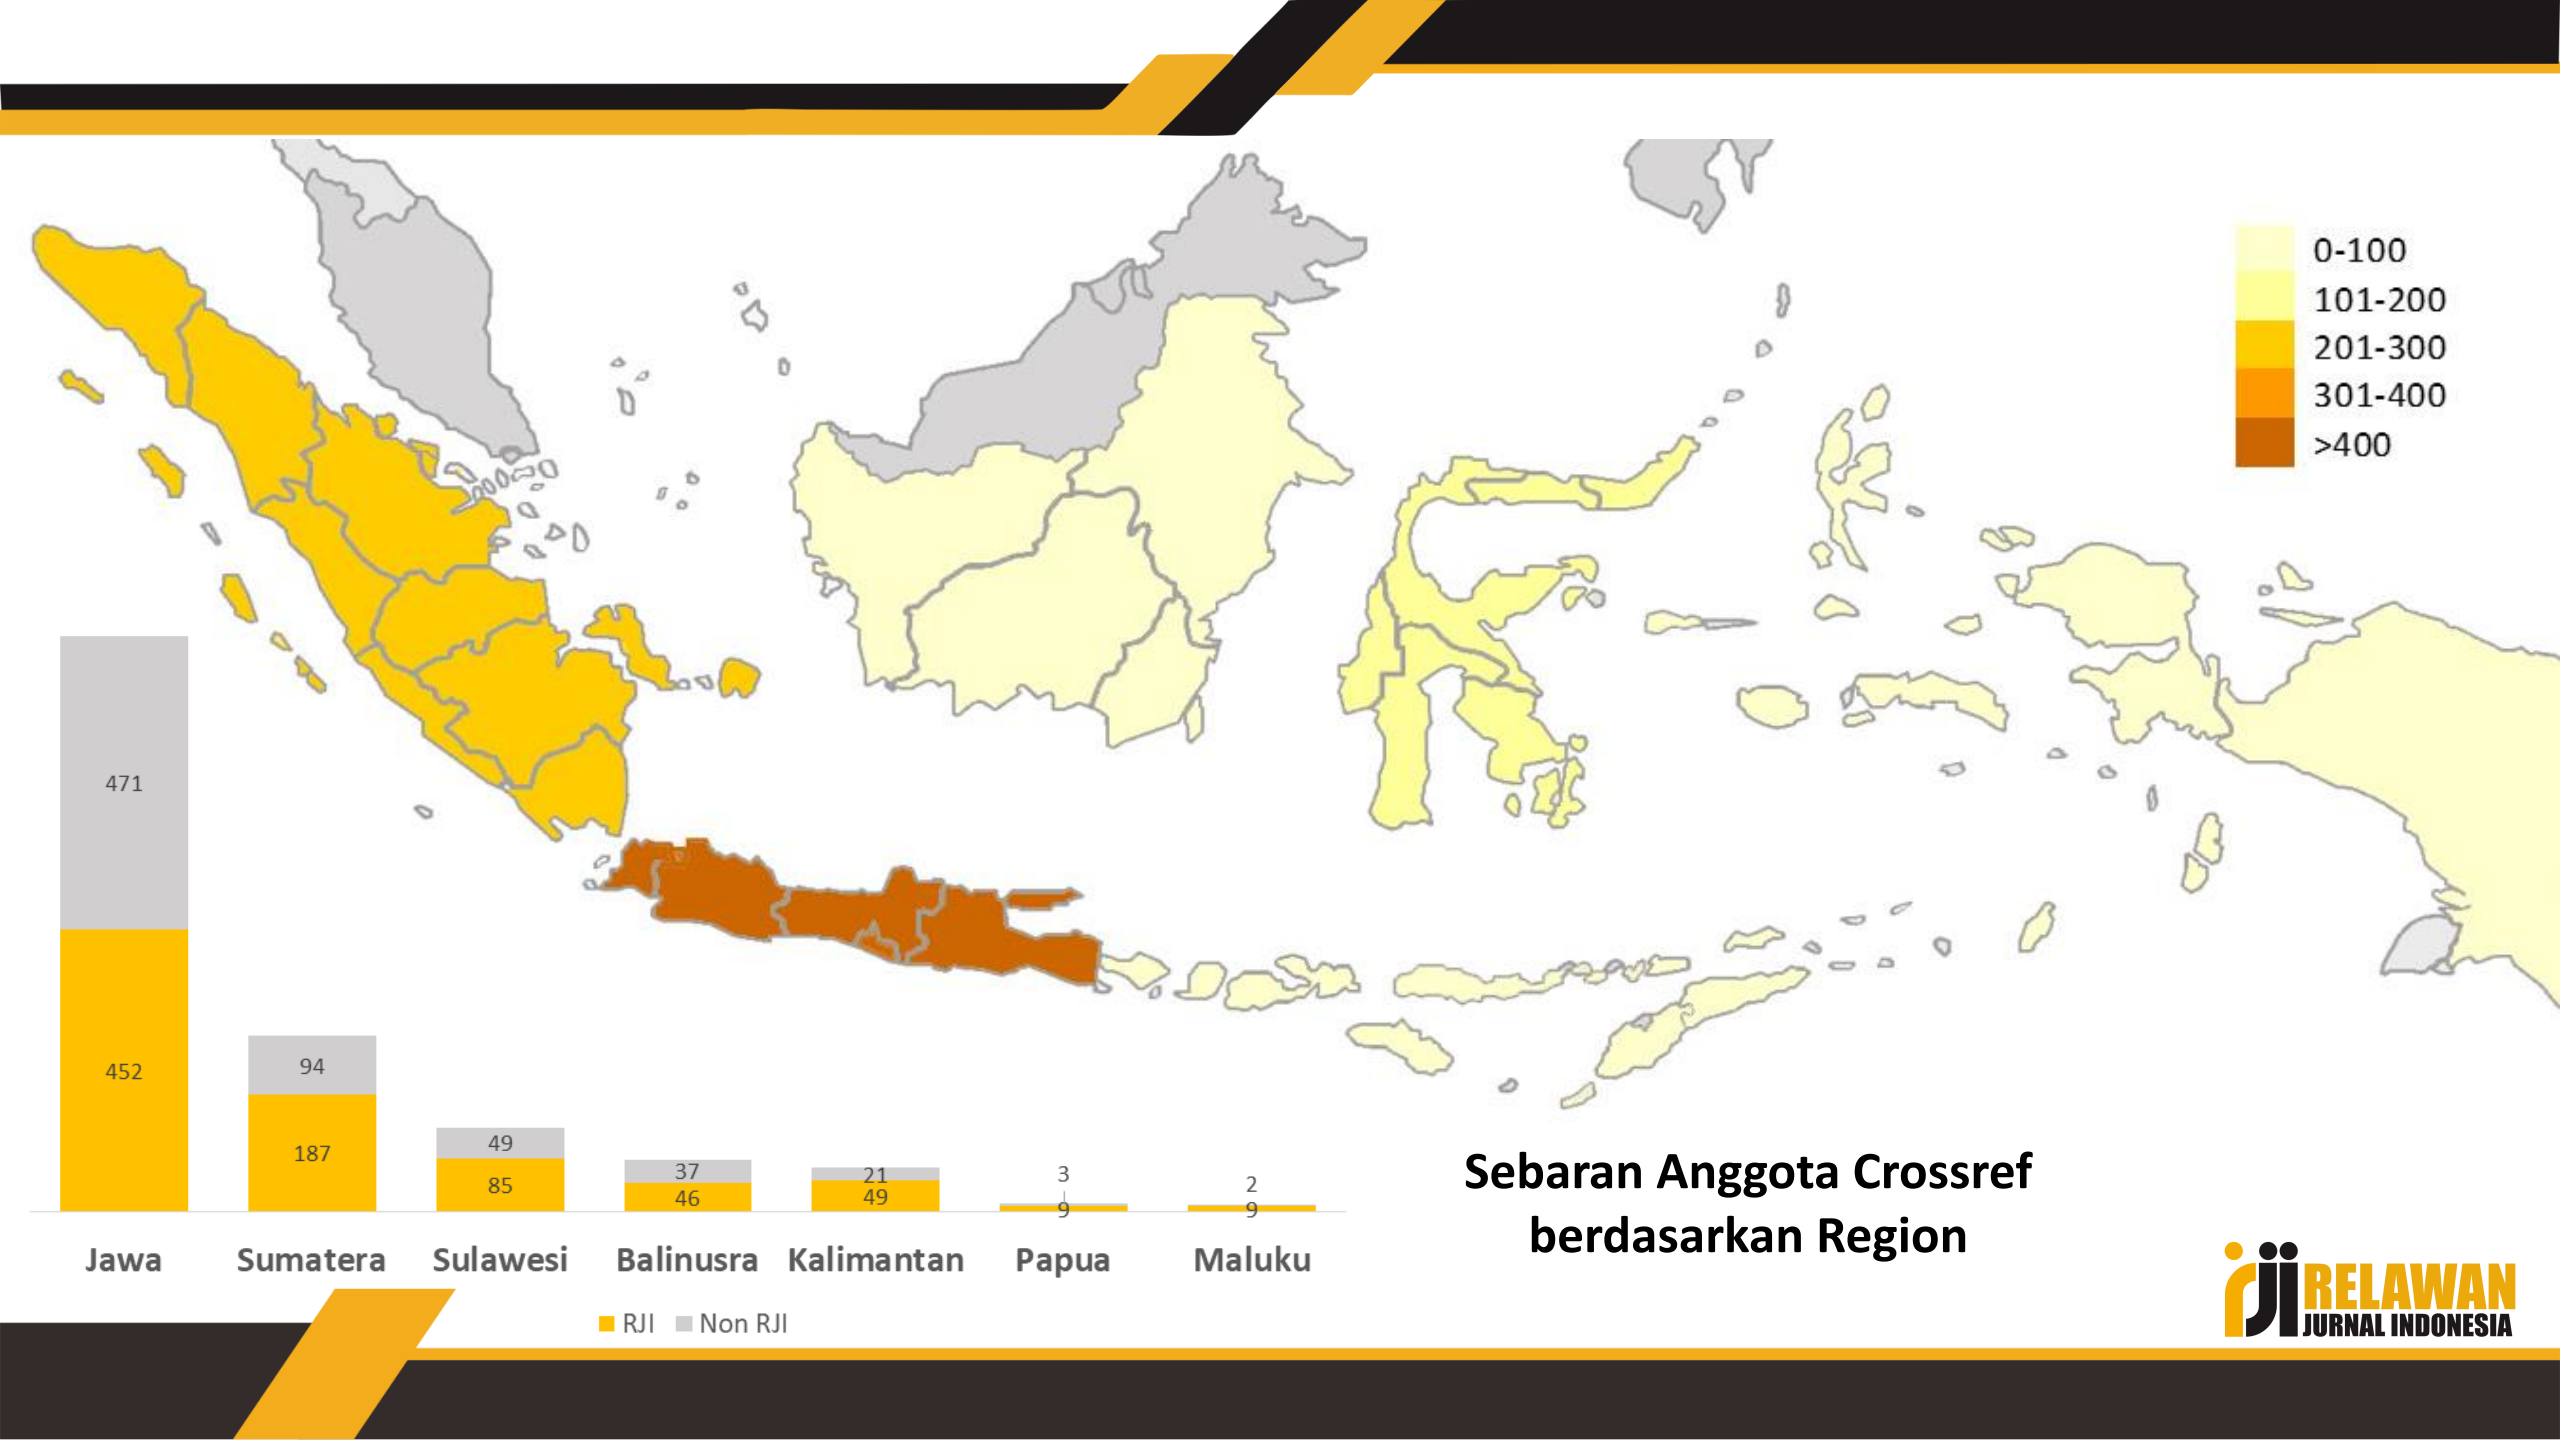 0-100
101-200
201-300
301-400
>400
471
452
94
187
49
85
37
46
21
49
3
9
2
9
Jawa
Sumatera
Sulawesi
Balinusra
Kalimantan
Papua
Maluku
RJI
Non RJI
Sebaran Anggota Crossref
berdasarkan Region
rji
RELAWAN
JURNAL INDONESIA